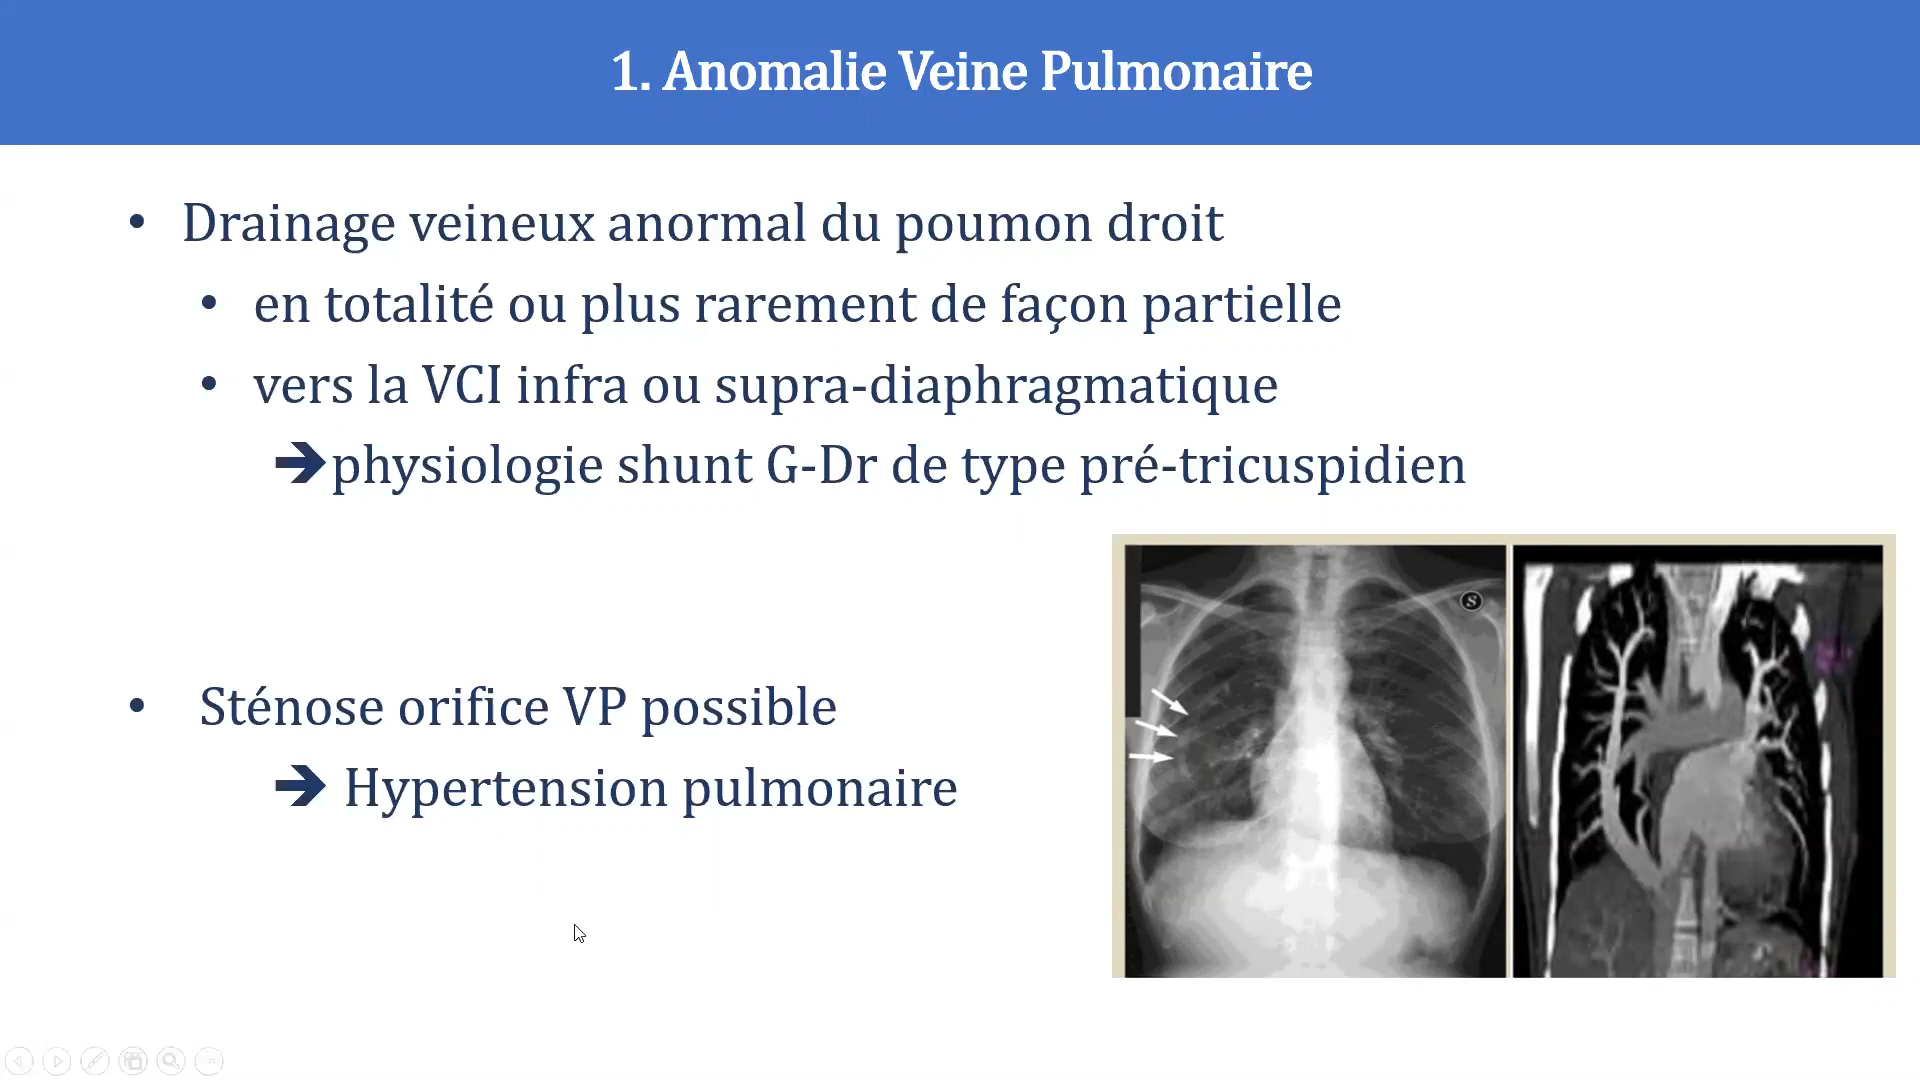 1. Anomalie Veine Pulmonaire
• Drainage veineux anormal du poumon droit
• en totalité ou plus rarement de façon partielle
• vers la VCI infra ou supra-diaphragmatique
➔physiologie shunt G-Dr de type pré-tricuspidien
S
• Sténose orifice VP possible
➔ Hypertension pulmonaire